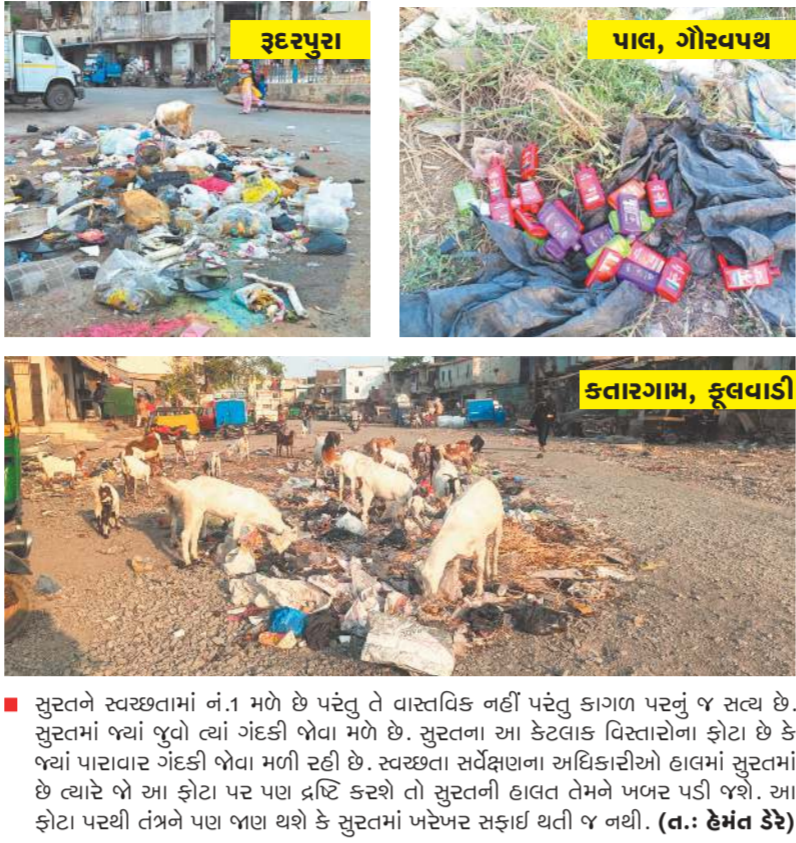 રૂદરપુરા
પાલ, ગૌરવપથ
કતારગામ, ફૂલવાડી
સુરતને સ્વચ્છતામાં નં.1 મળે છે પરંતુ તે વાસ્તવિક નહીં પરંતુ કાગળ પરનું જ સત્ય છે.
સુરતમાં જ્યાં જુવો ત્યાં ગંદકી જોવા મળે છે. સુરતના આ કેટલાક વિસ્તારોના ફોટા છે કે
જ્યાં પારાવાર ગંદકી જોવા મળી રહી છે. સ્વચ્છતા સર્વેક્ષણના અધિકારીઓ હાલમાં સુરતમાં
છે ત્યારે જો આ ફોટા પર પણ દ્રષ્ટિ કરશે તો સુરતની હાલત તેમને ખબર પડી જશે. આ
ફોટા પરથી તંત્રને પણ જાણ થશે કે સુરતમાં ખરેખર સફાઈ થતી જ નથી. (ત.: હેમંત ડેરે)